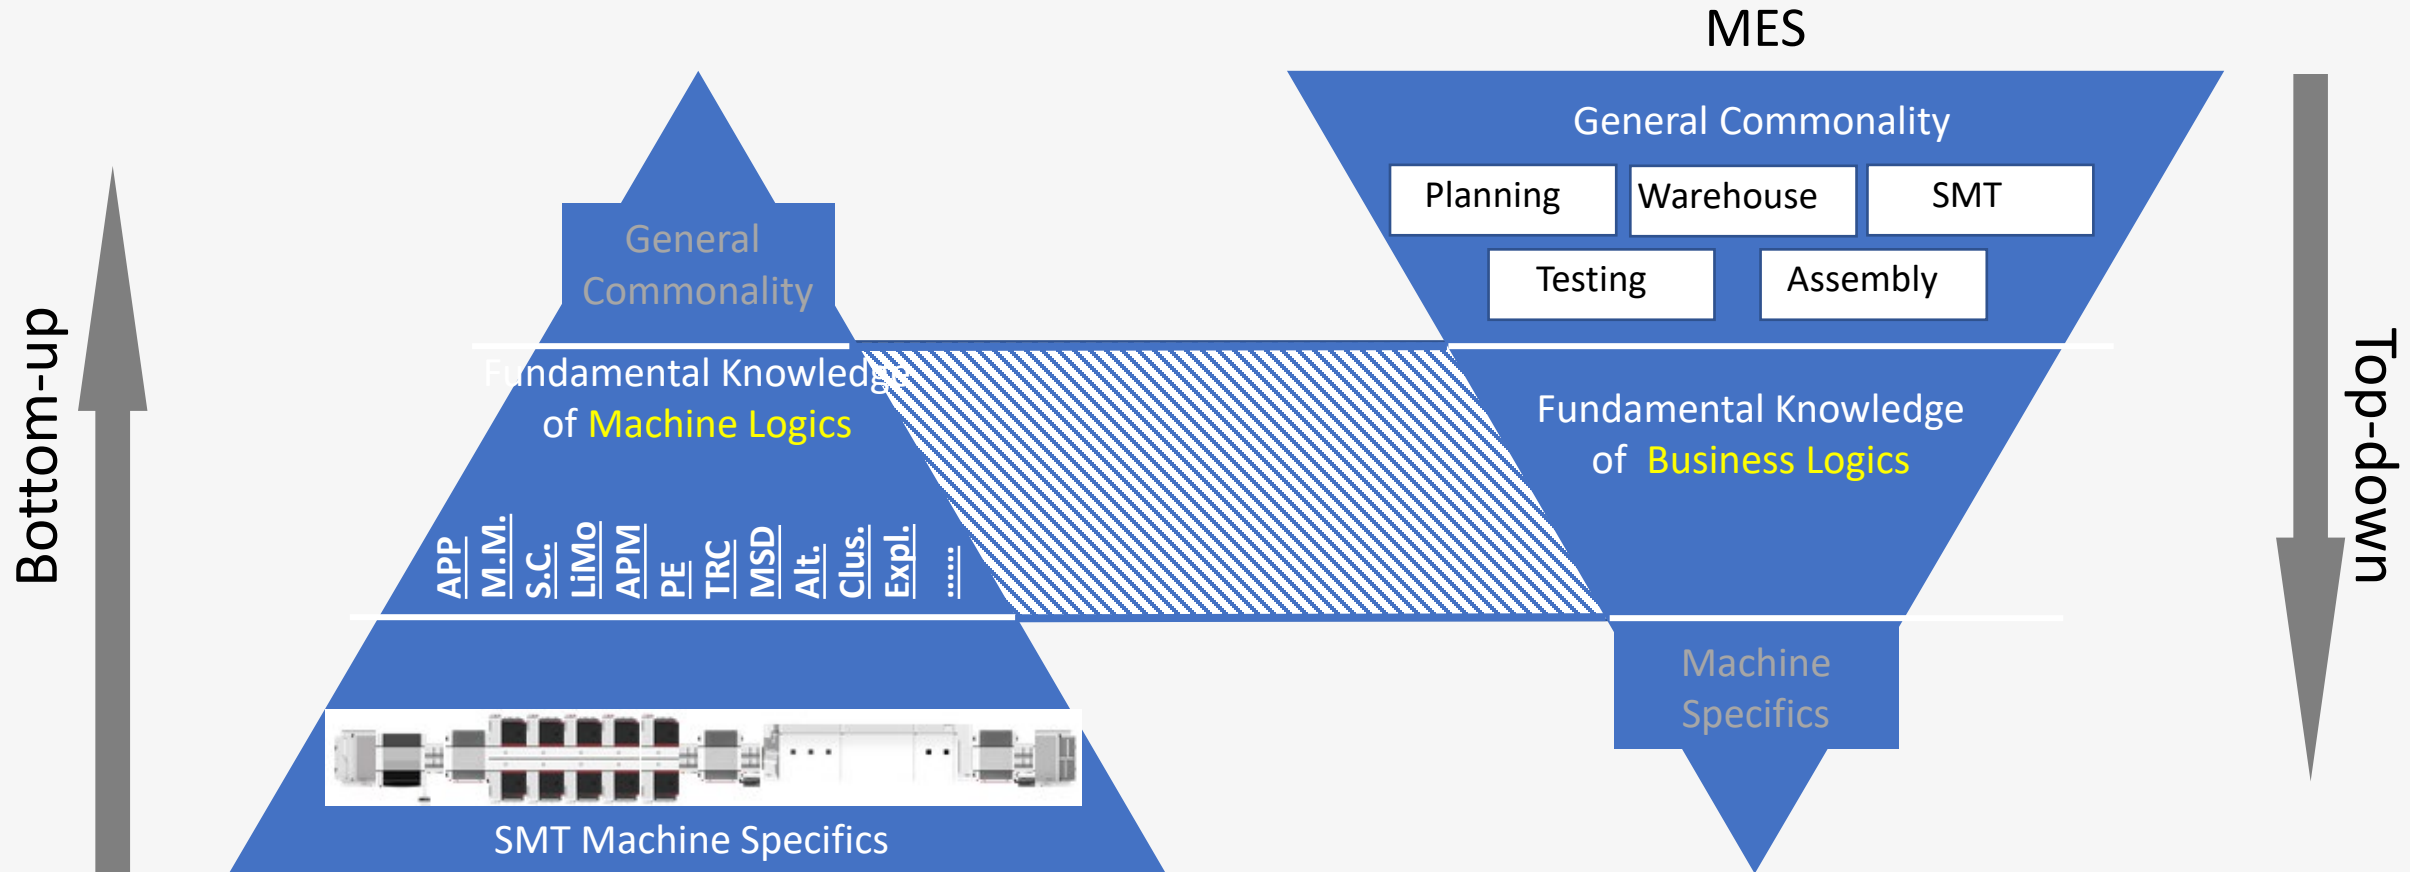 MES
Bottom-up
General
Commonality
Fundamental Knowledge
of Machine Logics
APP
M.M.
S.C.
LiMo
APM
PE
TRC
MSD
Alt.
Clus.
Expl.
......
SMT Machine Specifics
General Commonality
Planning
Warehouse
SMT
Testing
Assembly
Fundamental Knowledge
of Business Logics
Machine
Specifics
Top-down